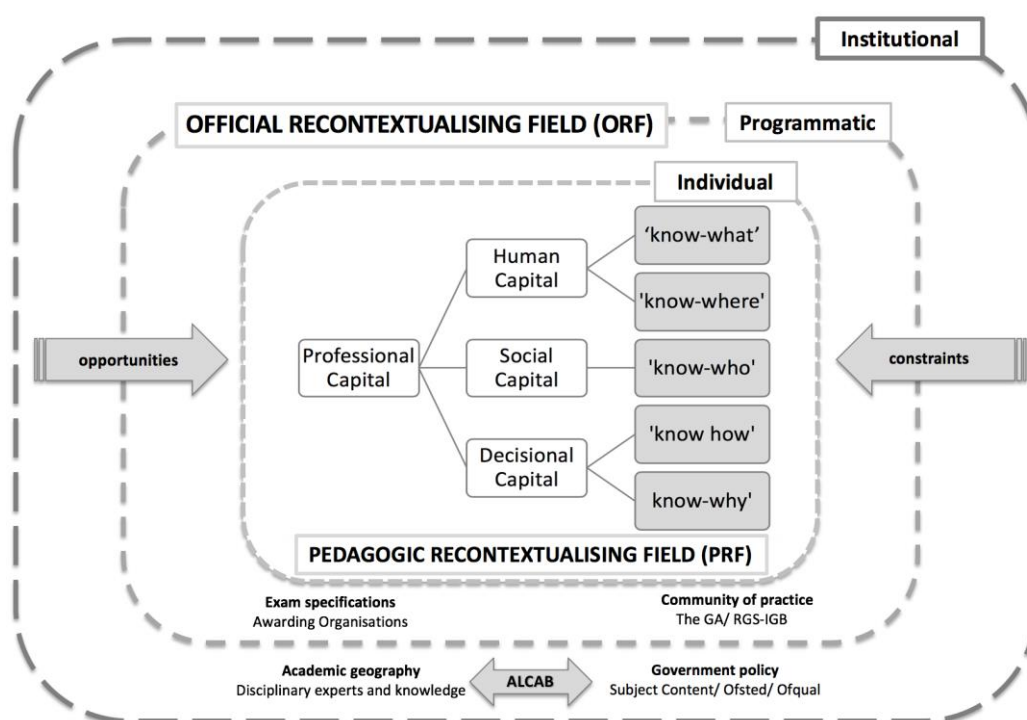 Institutional
OFFICIAL RECONTEXTUALISING FIELD (ORF)
Programmatic
Individual
'know-what'
Human
Capital
'know-where'
opportunities
Professional
Capital
Social
Capital
'know-who'
constraints
'know how'
Decisional
Capital
know-why'
PEDAGOGIC RECONTEXTUALISING FIELD (PRF)
Exam specifications
Awarding Organisations
Community of practice
The GA/ RGS-IGB
Academic geography
Disciplinary experts and knowledge
ALCAB
Government policy
Subject Content/ Ofsted/ Ofqual